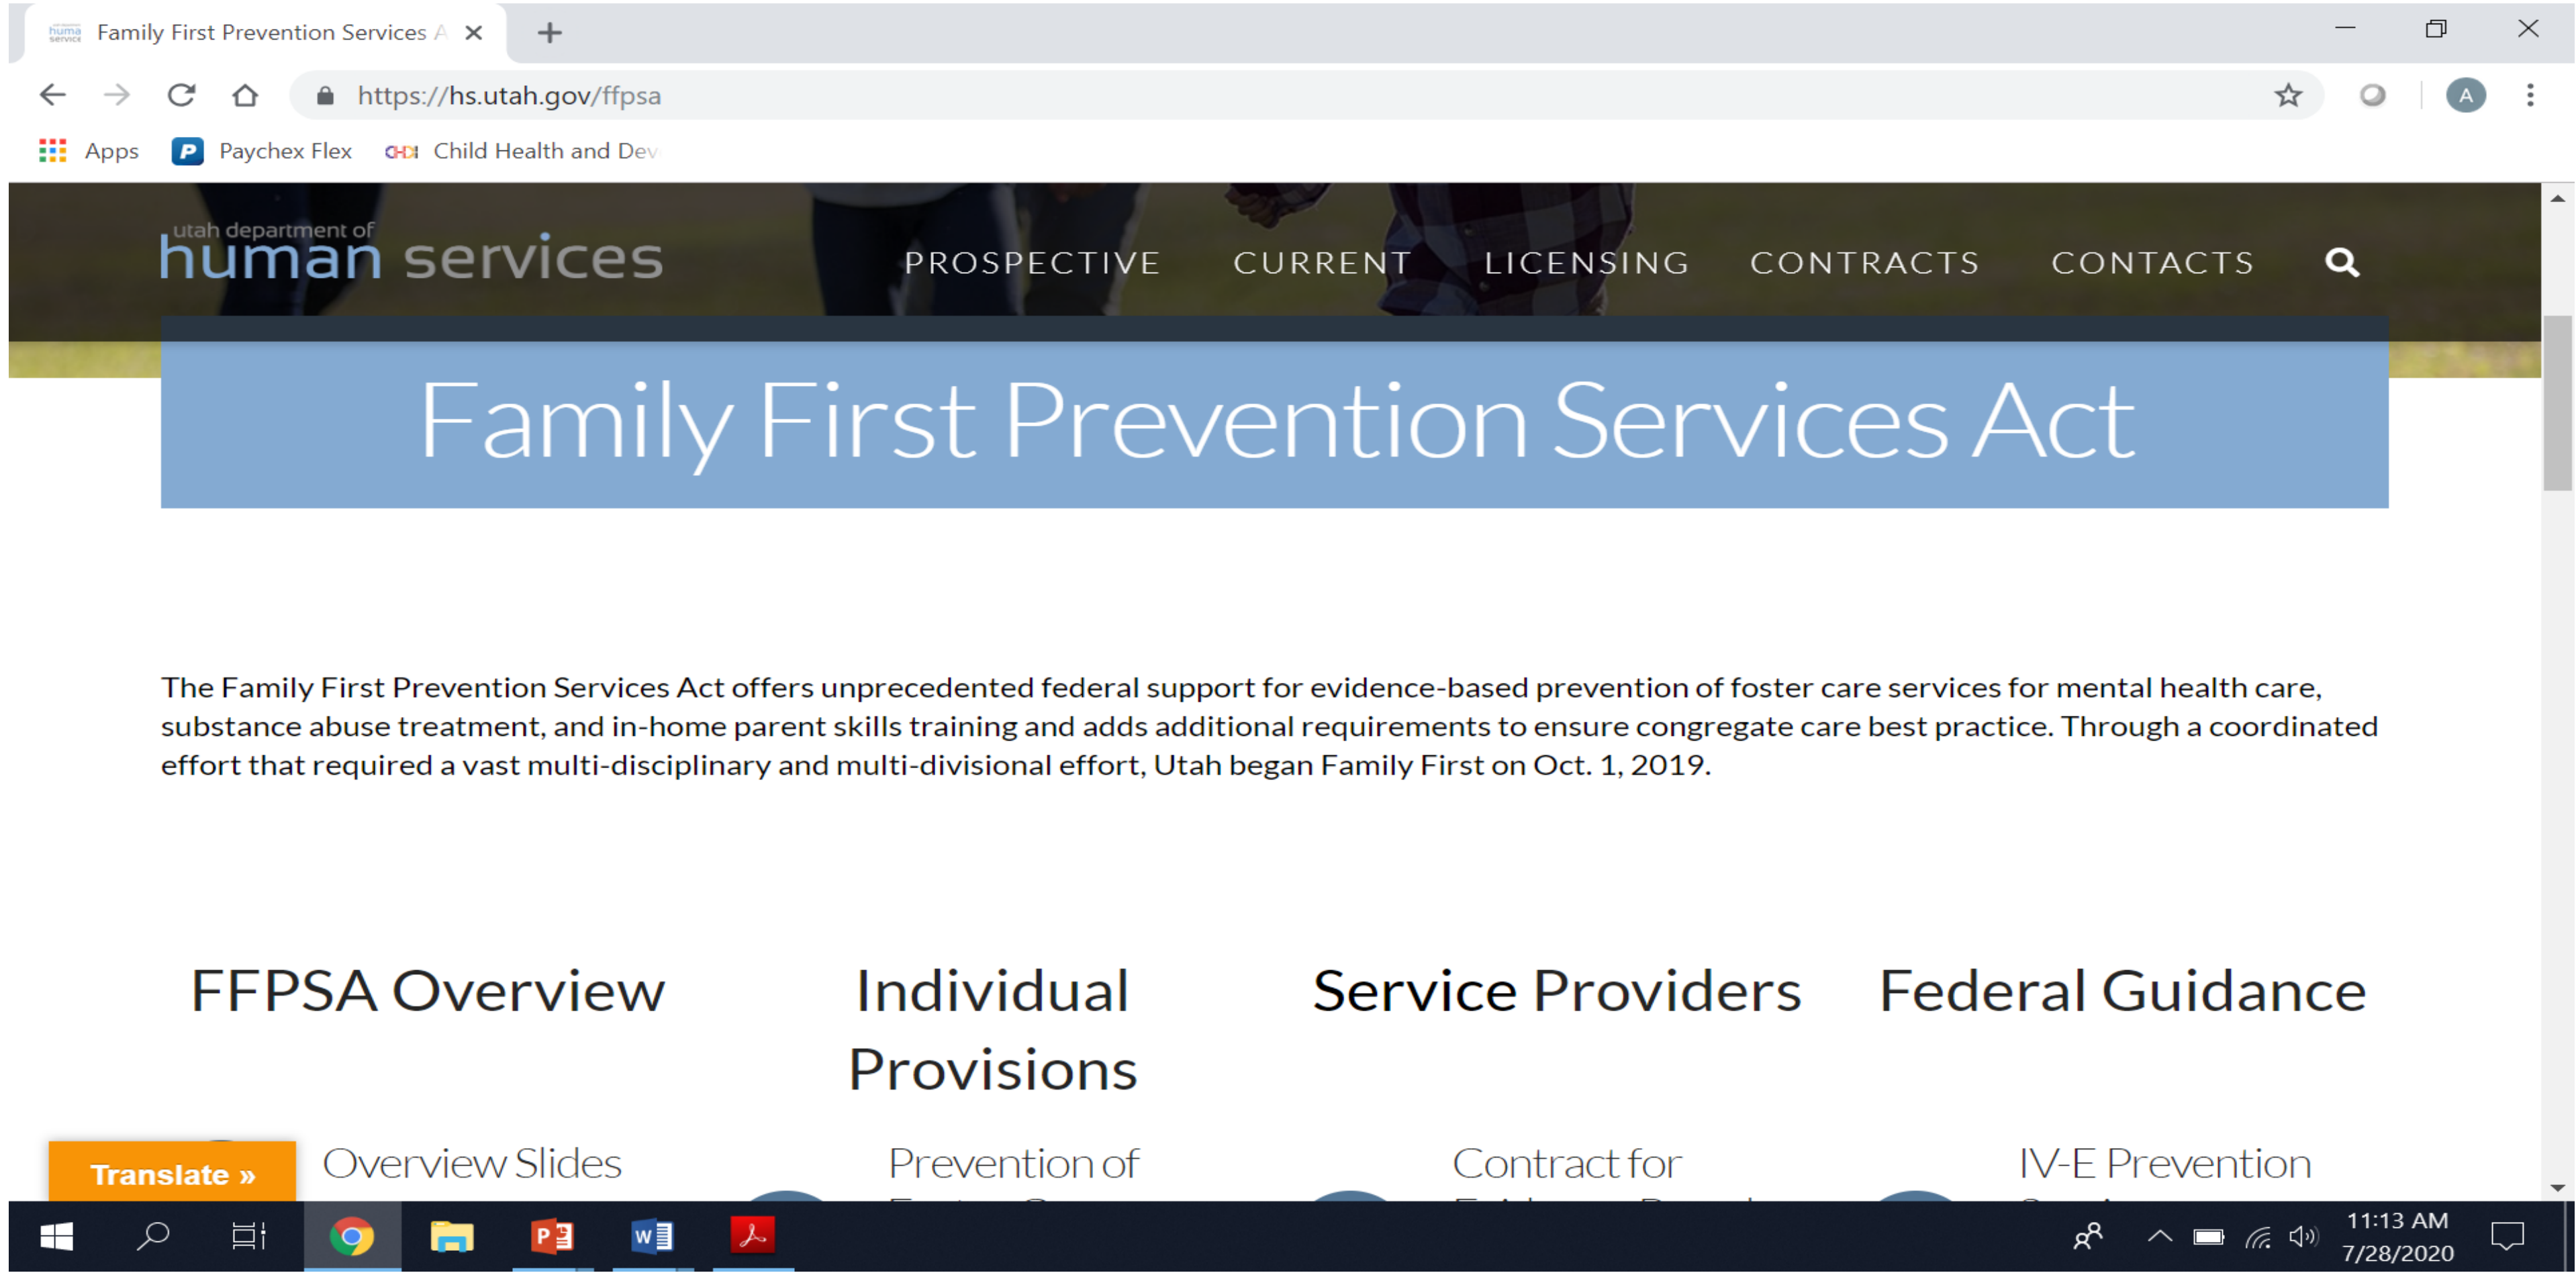 Family First Prevention Services A
https://hs.utah.gov/ffpsa
A
Apps Paychex Flex Child Health and Dev
utah department of
human services
PROSPECTIVE CURRENT LICENSING CONTRACTS CONTACTS
Family First Prevention Services Act
The Family First Prevention Services Act offers unprecedented federal support for evidence-based prevention of foster care services for mental health care,
substance abuse treatment, and in-home parent skills training and adds additional requirements to ensure congregate care best practice. Through a coordinated
effort that required a vast multi-disciplinary and multi-divisional effort, Utah began Family First on Oct. 1, 2019.
FFPSA Overview
Individual
Provisions
Service Providers
Federal Guidance
Translate »
Overview Slides
Prevention of
Contract for
IV-E Prevention
11:13 AM
7/28/2020